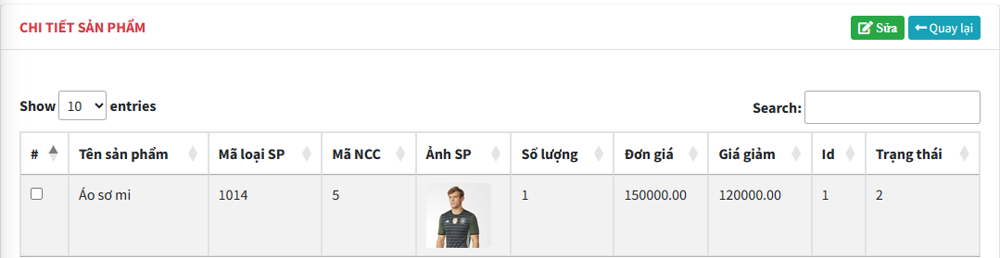 CHI TIẾT SẢN PHẨM Sửa Quay lại
Show 10 entries Search:
# Tên sản phẩm Mã loại SP Mã NCC Ảnh SP Số lượng Đơn giá Giá giảm Id Trạng thái
Áo sơ mi 1014 5 1 150000.00 120000.00 1 2